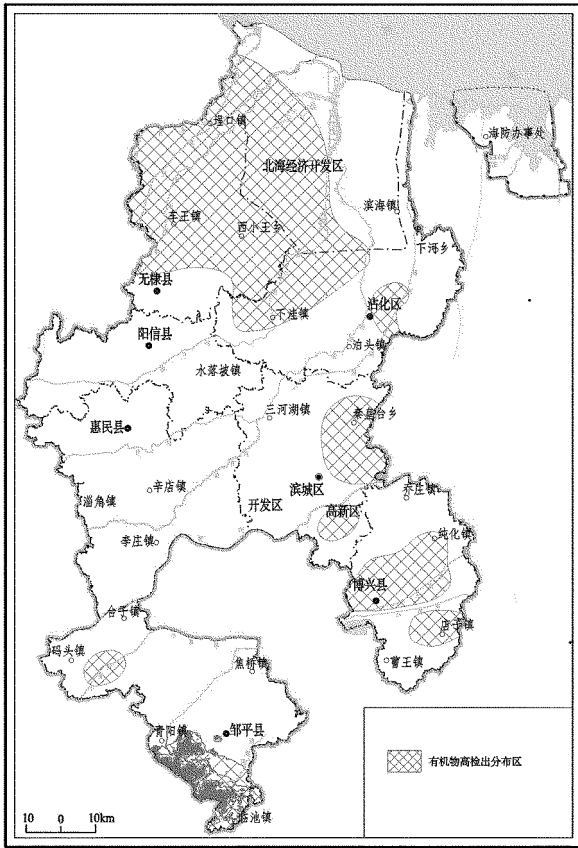 埕口镇
海防办事处
北海经济开发区
滨海镇
车王镇
西小王乡
下河乡
无棣县
下洼镇
沾化区
阳信县
泊头镇
水落坡镇
三河湖镇
秦皇台乡
惠民县
滨城区
辛店镇
乔庄镇
淄角镇
开发区
高新区
李庄镇
纯化镇
博兴县
台子镇
店子镇
码头镇
焦桥镇
曹王镇
青阳镇
邹平县
有机物高检出分布区
临池镇
10 0 10km